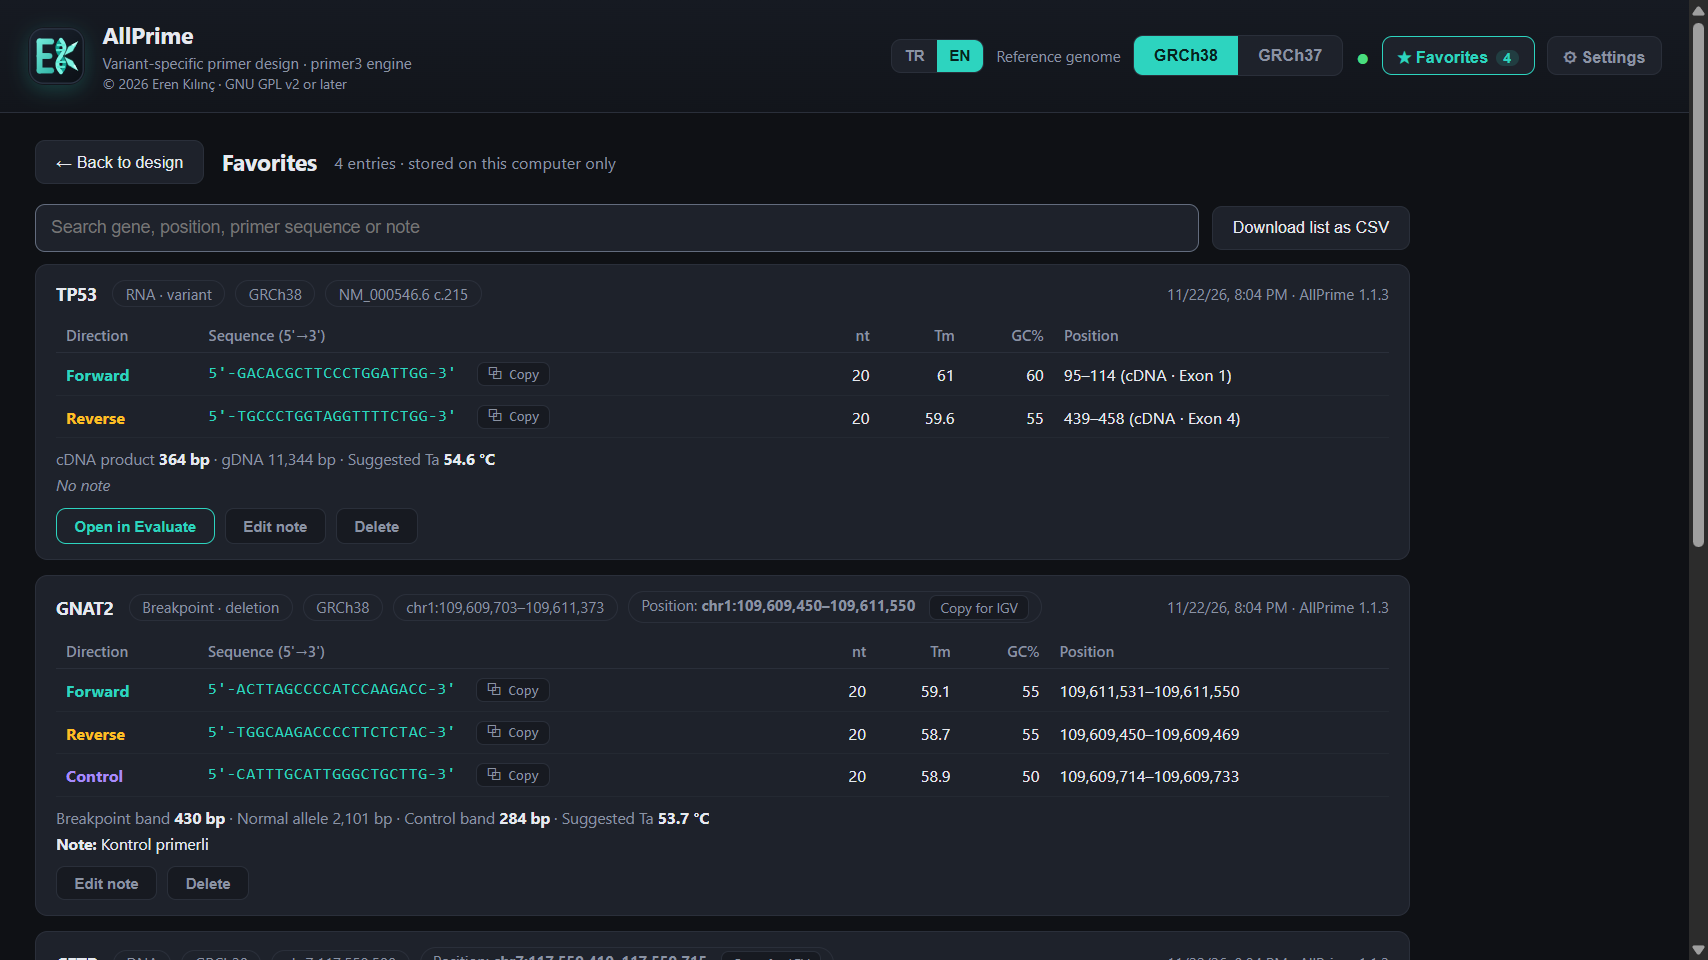 EK
AllPrime
Variant-specific primer design · primer3 engine
© 2026 Eren Kılınç · GNU GPL v2 or later
TR EN Reference genome GRCh38 GRCh37 ★ Favorites 4 ⚙ Settings
← Back to design Favorites 4 entries · stored on this computer only
Search gene, position, primer sequence or note Download list as CSV
TP53 RNA · variant GRCh38 NM_000546.6 c.215 11/22/26, 8:04 PM · AllPrime 1.1.3
Direction Sequence (5'→3') nt Tm GC% Position
Forward 5'-GACACGCTTCCCTGGATTGG-3' Copy 20 61 60 95–114 (cDNA · Exon 1)
Reverse 5'-TGCCCTGGTAGGTTTTCTGG-3' Copy 20 59.6 55 439–458 (cDNA · Exon 4)
cDNA product 364 bp · gDNA 11,344 bp · Suggested Ta 54.6 °C
No note
Open in Evaluate Edit note Delete
GNAT2 Breakpoint · deletion GRCh38 chr1:109,609,703–109,611,373 Position: chr1:109,609,450–109,611,550 Copy for IGV 11/22/26, 8:04 PM · AllPrime 1.1.3
Direction Sequence (5'→3') nt Tm GC% Position
Forward 5'-ACTTAGCCCCATCCAAGACC-3' Copy 20 59.1 55 109,611,531–109,611,550
Reverse 5'-TGGCAAGACCCCTTCTCTAC-3' Copy 20 58.7 55 109,609,450–109,609,469
Control 5'-CATTTGCATTGGGCTGCTTG-3' Copy 20 58.9 50 109,609,714–109,609,733
Breakpoint band 430 bp · Normal allele 2,101 bp · Control band 284 bp · Suggested Ta 53.7 °C
Note: Kontrol primerli
Edit note Delete